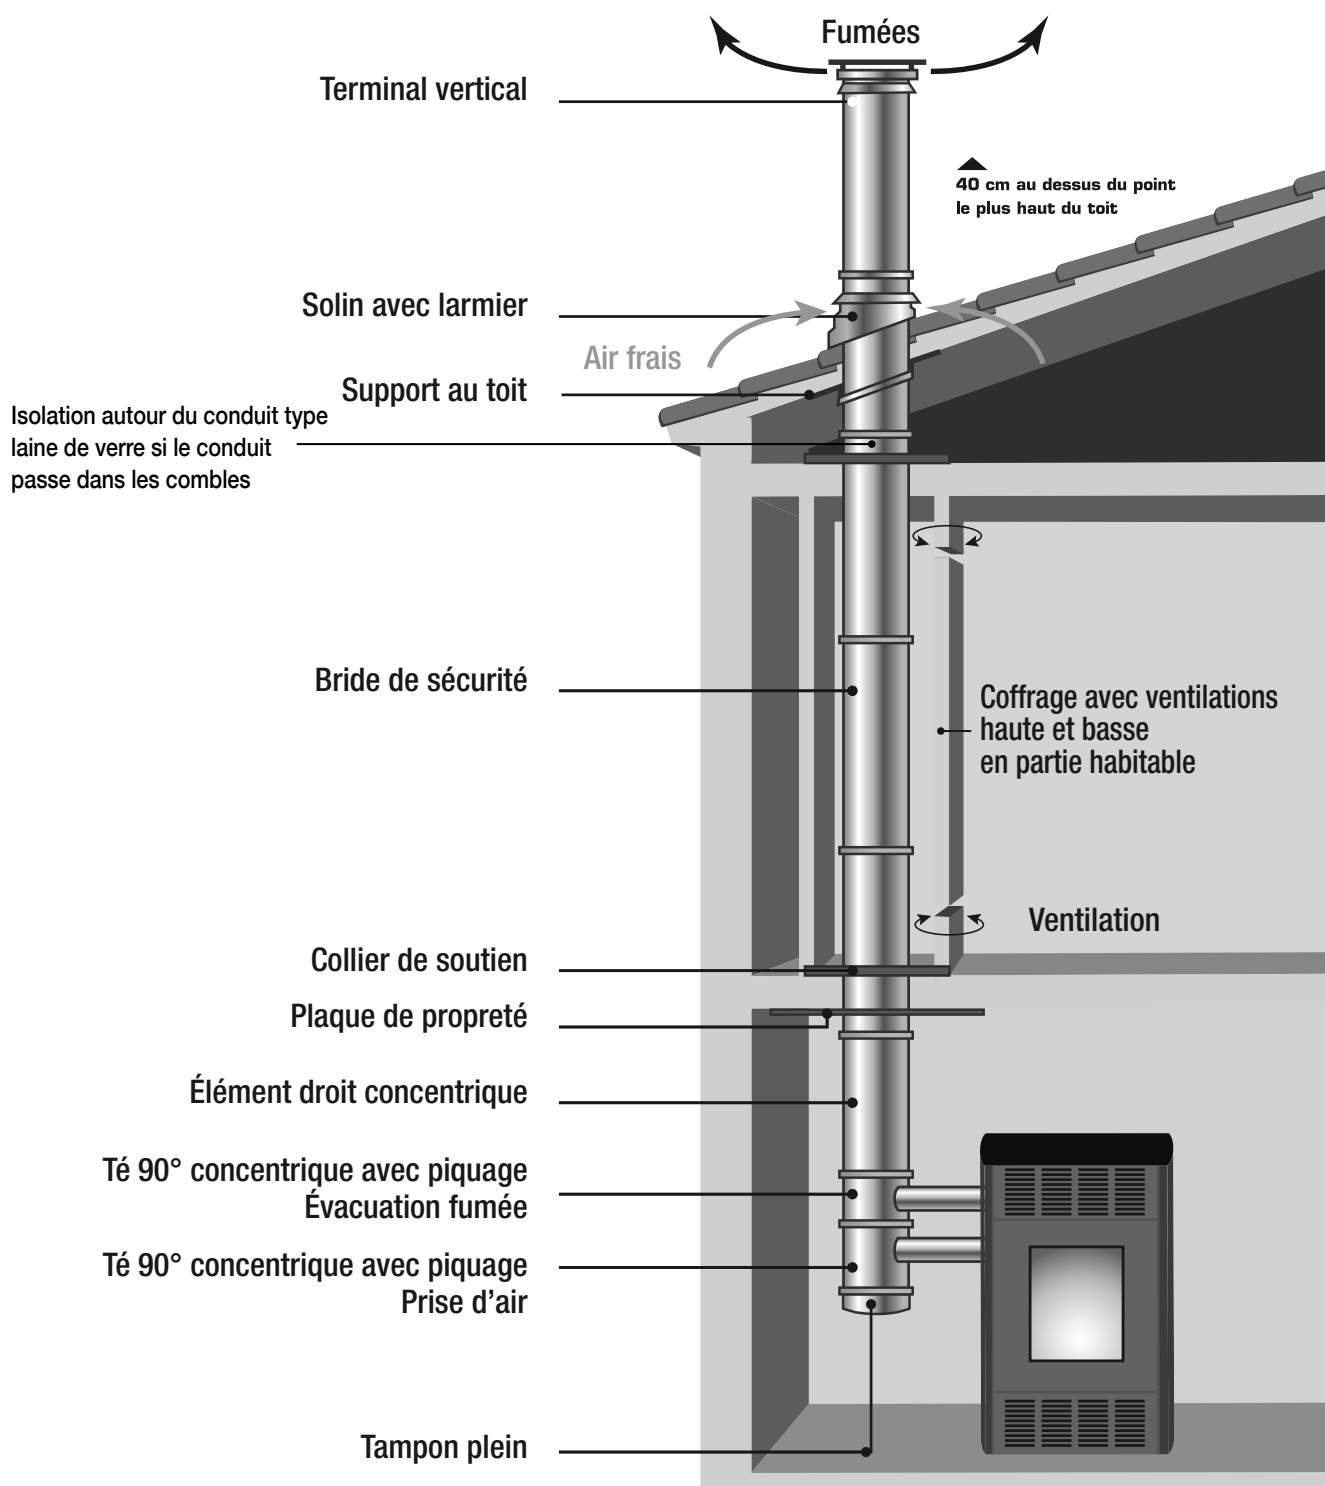 Fumées
Terminal vertical
40 cm au dessus du point
le plus haut du toit
Solin avec larmier
Air frais
Support au toit
Isolation autour du conduit type
laine de verre si le conduit
passe dans les combles
Bride de sécurité
Coffrage avec ventilations
haute et basse
en partie habitable
Ventilation
Collier de soutien
Plaque de propreté
Élément droit concentrique
Té 90° concentrique avec piquage
Évacuation fumée
Té 90° concentrique avec piquage
Prise d’air
Tampon plein